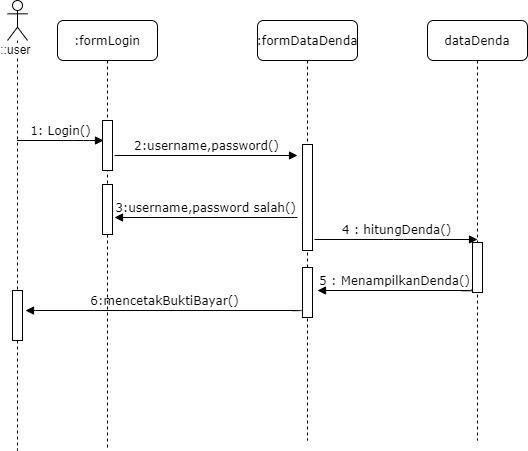 ::user
:formLogin
:formDataDenda
dataDenda
1: Login()
2:username,password()
3:username,password salah()
4 : hitungDenda()
5 : MenampilkanDenda()
6:mencetakBuktiBayar()